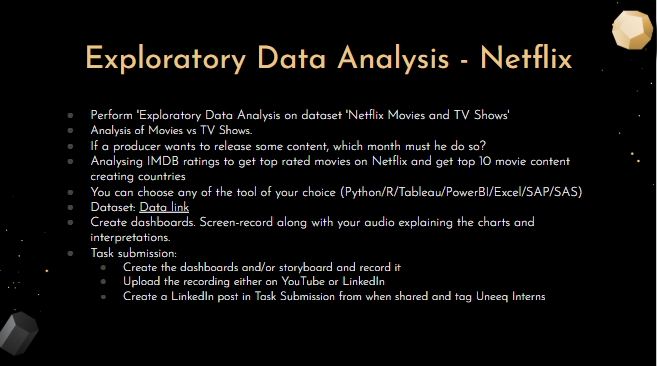 Exploratory Data Analysis - Netflix
Perform 'Exploratory Data Analysis on dataset 'Netflix Movies and TV Shows'
Analysis of Movies vs TV Shows.
If a producer wants to release some content, which month must he do so?
Analysing IMDB ratings to get top rated movies on Netflix and get top 10 movie content
creating countries
You can choose any of the tool of your choice (Python/R/Tableau/PowerBI/Excel/SAP/SAS)
Dataset: Data link
Create dashboards. Screen-record along with your audio explaining the charts and
interpretations.
Task submission:
Create the dashboards and/or storyboard and record it
Upload the recording either on YouTube or LinkedIn
Create a LinkedIn post in Task Submission from when shared and tag Uneeq Interns